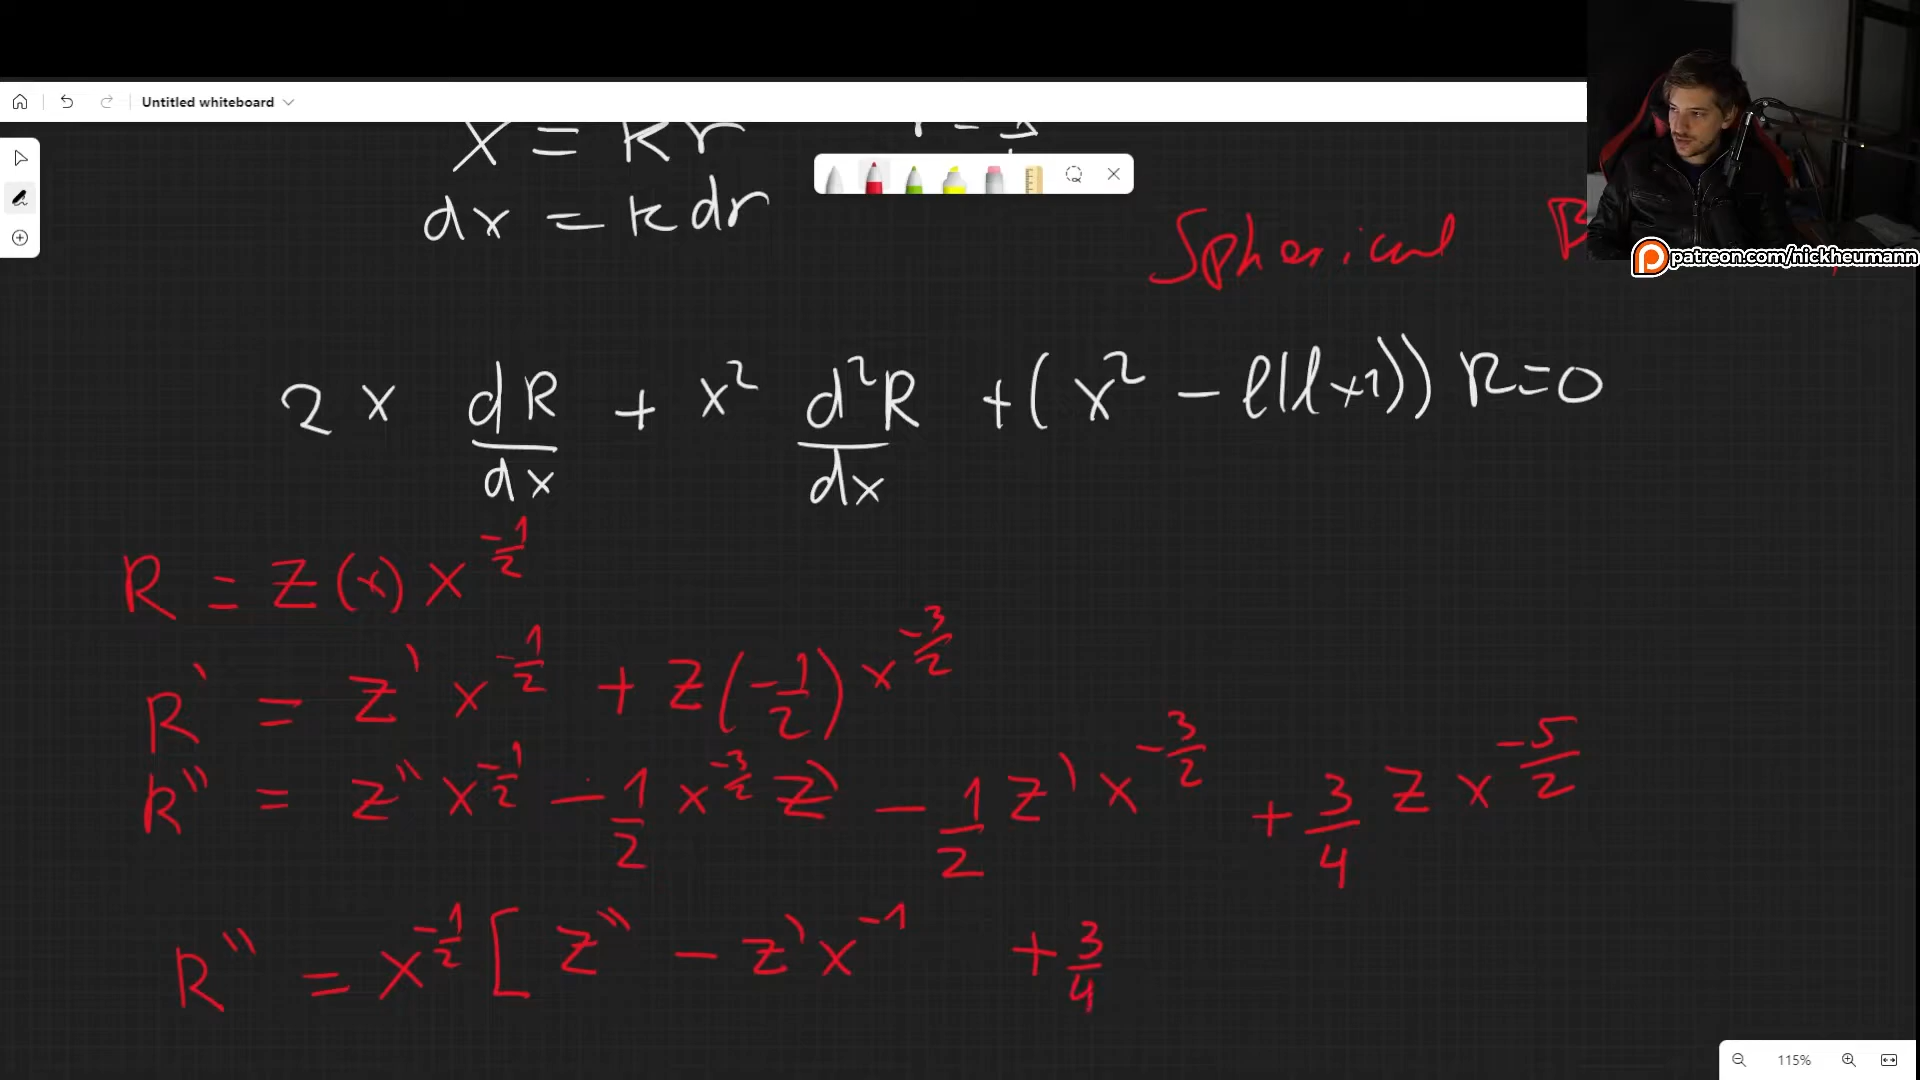 Untitled whiteboard
x = kr
dx = k dr
Spherical
patreon.com/nickheumann
2 x dR/dx + x² d²R/dx + (x² - l(l+1)) R = 0
R = Z(x) x^(-1/2)
R' = Z' x^(-1/2) + Z(-1/2) x^(-3/2)
R'' = Z'' x^(-1/2) - 1/2 x^(-3/2) Z' - 1/2 Z' x^(-3/2) + 3/4 Z x^(-5/2)
R'' = x^(-1/2) [ Z'' - Z' x^(-1) + 3/4
115%